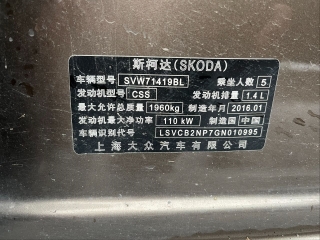 斯柯达(SKODA)
车辆型号 SVW71419BL 乘坐人数 5
发动机型号 CSS 发动机排量 1.4 L
最大允许总质量 1960kg 制造年月 2016.01
发动机最大净功率 110 kW 制造国 中国
车辆识别代号 LSVCB2NP7GN010995
上海大众汽车有限公司